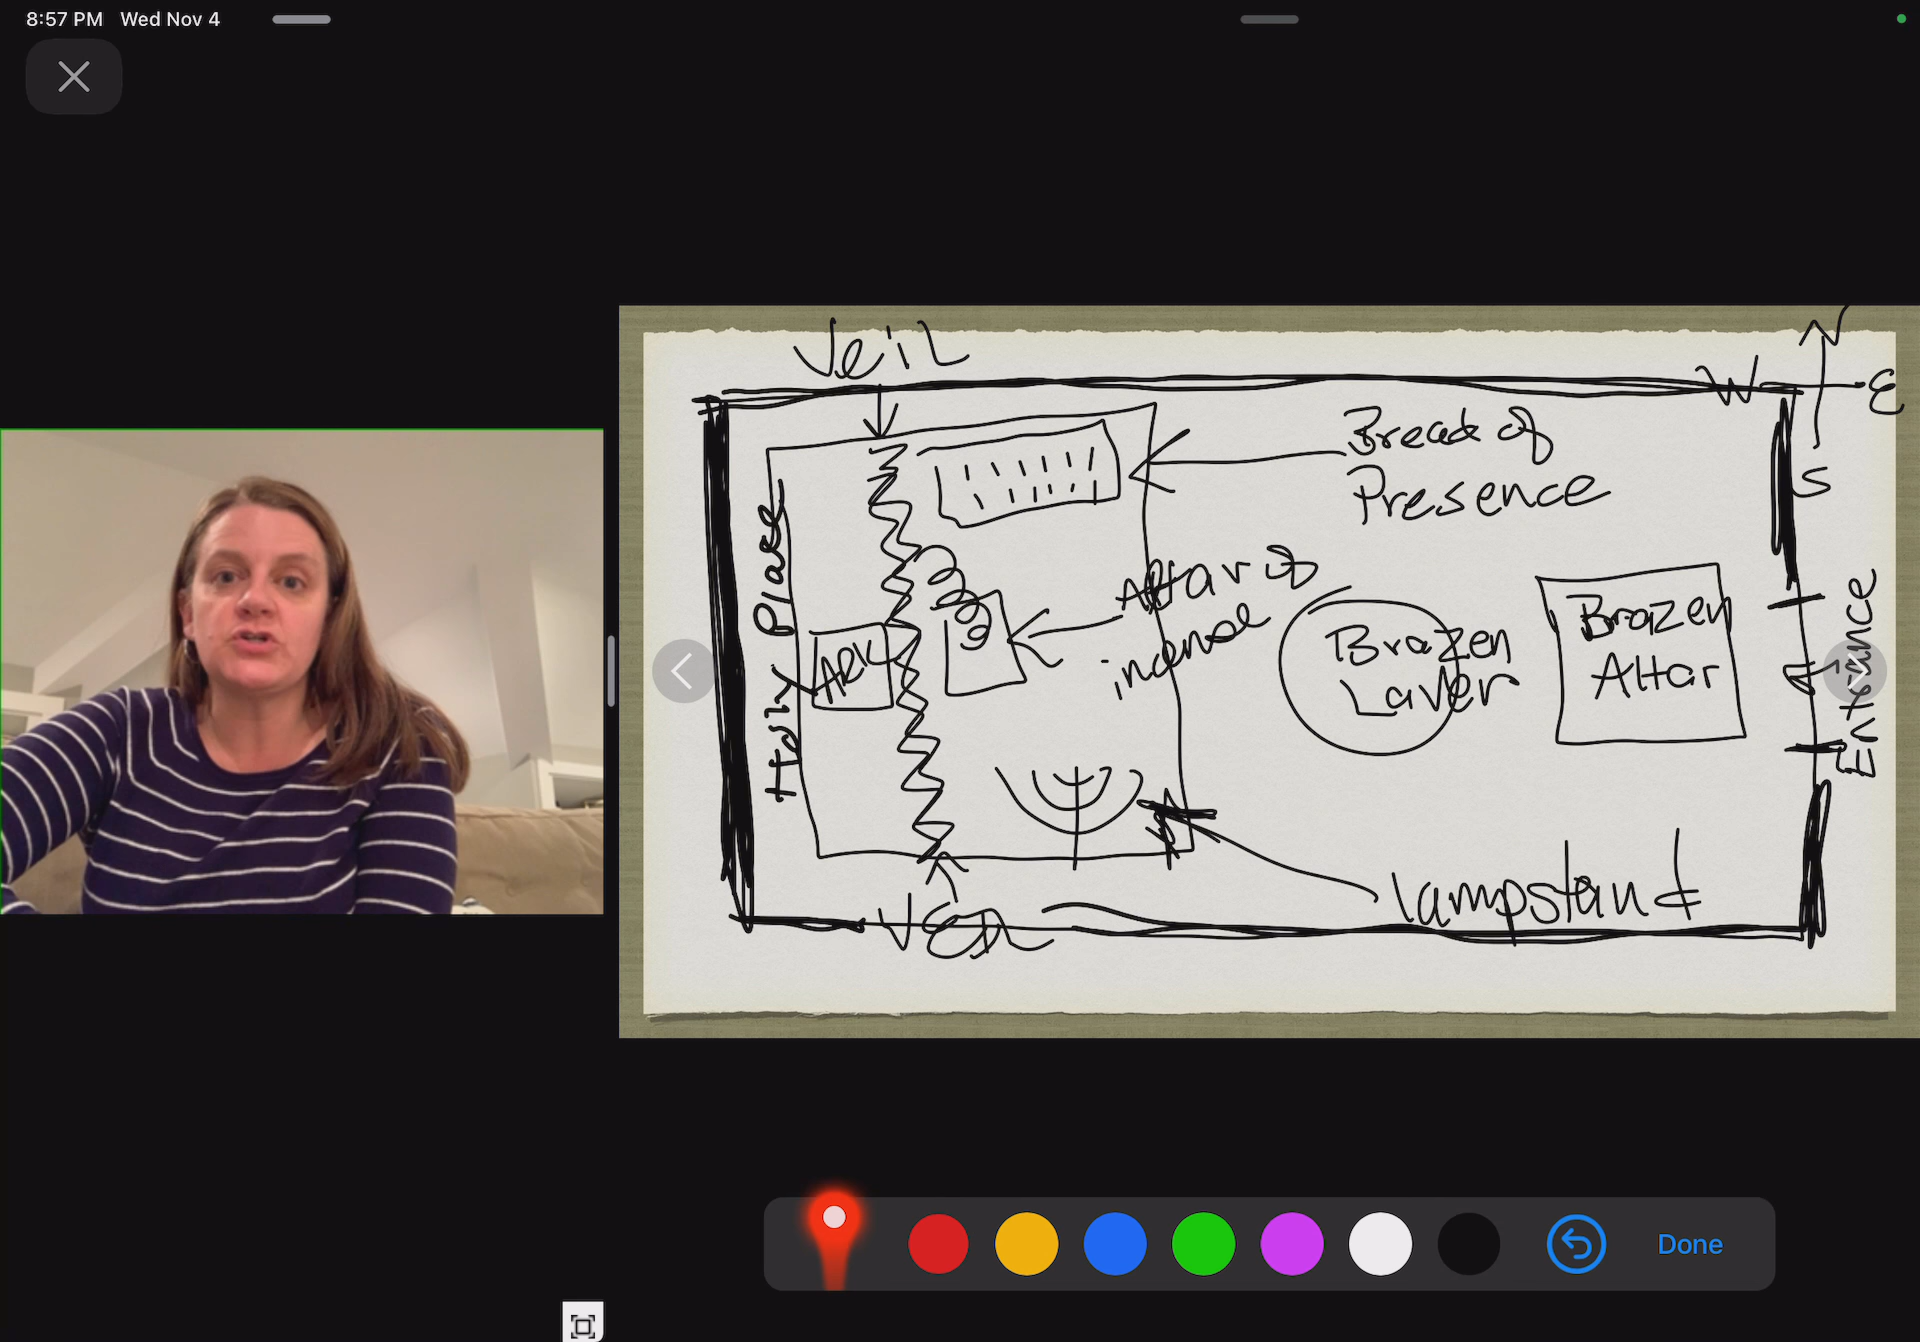 8:57 PM Wed Nov 4
Veil
N
W E
S
Bread of
Presence
Holy Place
ARK
Altar of
incense
Brazen
Laver
Brazen
Altar
Entrance
lampstand
Veil
Done